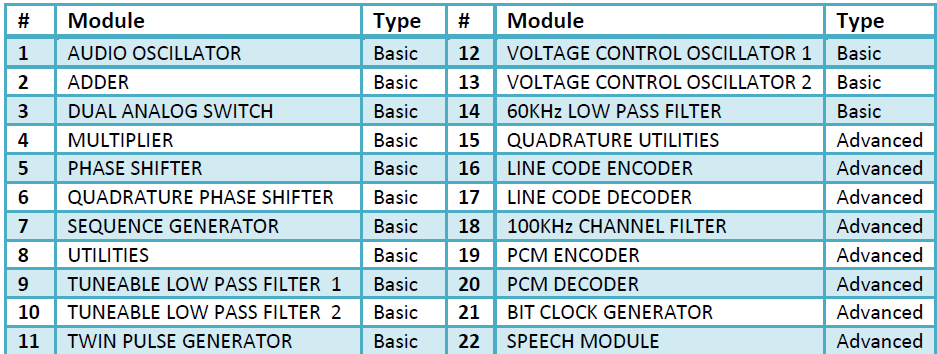 # Module Type # Module Type
1 AUDIO OSCILLATOR Basic 12 VOLTAGE CONTROL OSCILLATOR 1 Basic
2 ADDER Basic 13 VOLTAGE CONTROL OSCILLATOR 2 Basic
3 DUAL ANALOG SWITCH Basic 14 60KHz LOW PASS FILTER Basic
4 MULTIPLIER Basic 15 QUADRATURE UTILITIES Advanced
5 PHASE SHIFTER Basic 16 LINE CODE ENCODER Advanced
6 QUADRATURE PHASE SHIFTER Basic 17 LINE CODE DECODER Advanced
7 SEQUENCE GENERATOR Basic 18 100KHz CHANNEL FILTER Advanced
8 UTILITIES Basic 19 PCM ENCODER Advanced
9 TUNEABLE LOW PASS FILTER 1 Basic 20 PCM DECODER Advanced
10 TUNEABLE LOW PASS FILTER 2 Basic 21 BIT CLOCK GENERATOR Advanced
11 TWIN PULSE GENERATOR Basic 22 SPEECH MODULE Advanced